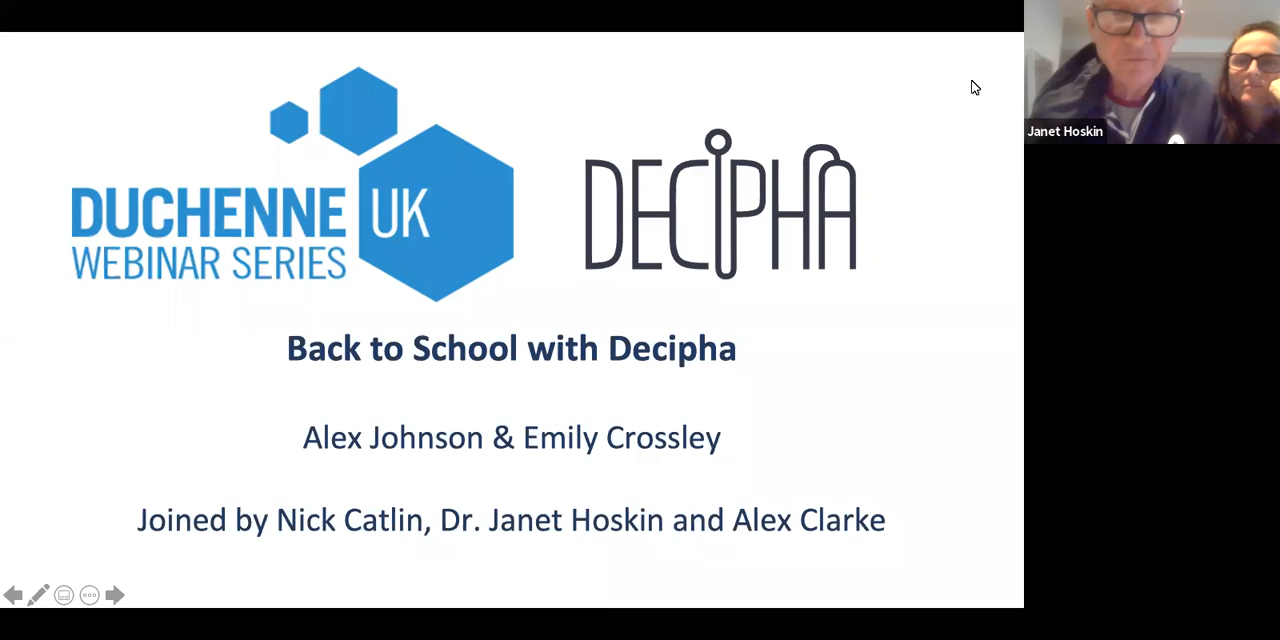 DUCHENNE UK
WEBINAR SERIES
DECIPHA
Back to School with Decipha
Alex Johnson & Emily Crossley
Joined by Nick Catlin, Dr. Janet Hoskin and Alex Clarke
Janet Hoskin